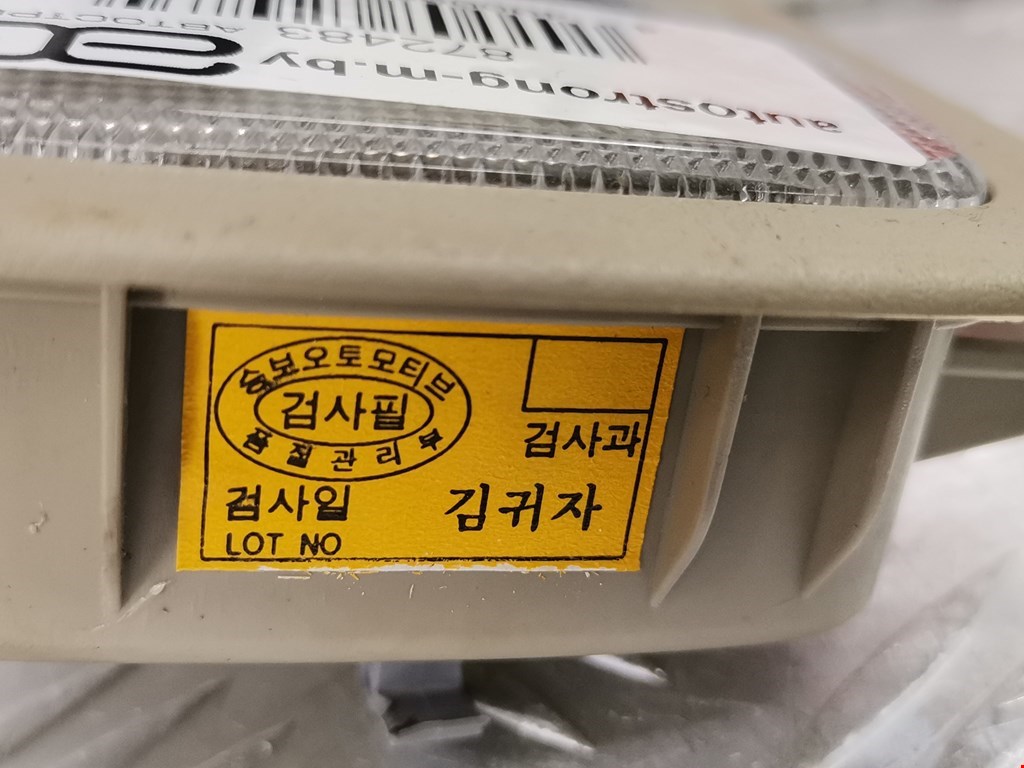 autostrong-m.by
872483
승보오토모티브
검사필
품질관리부
검사과
검사일
김귀자
LOT NO